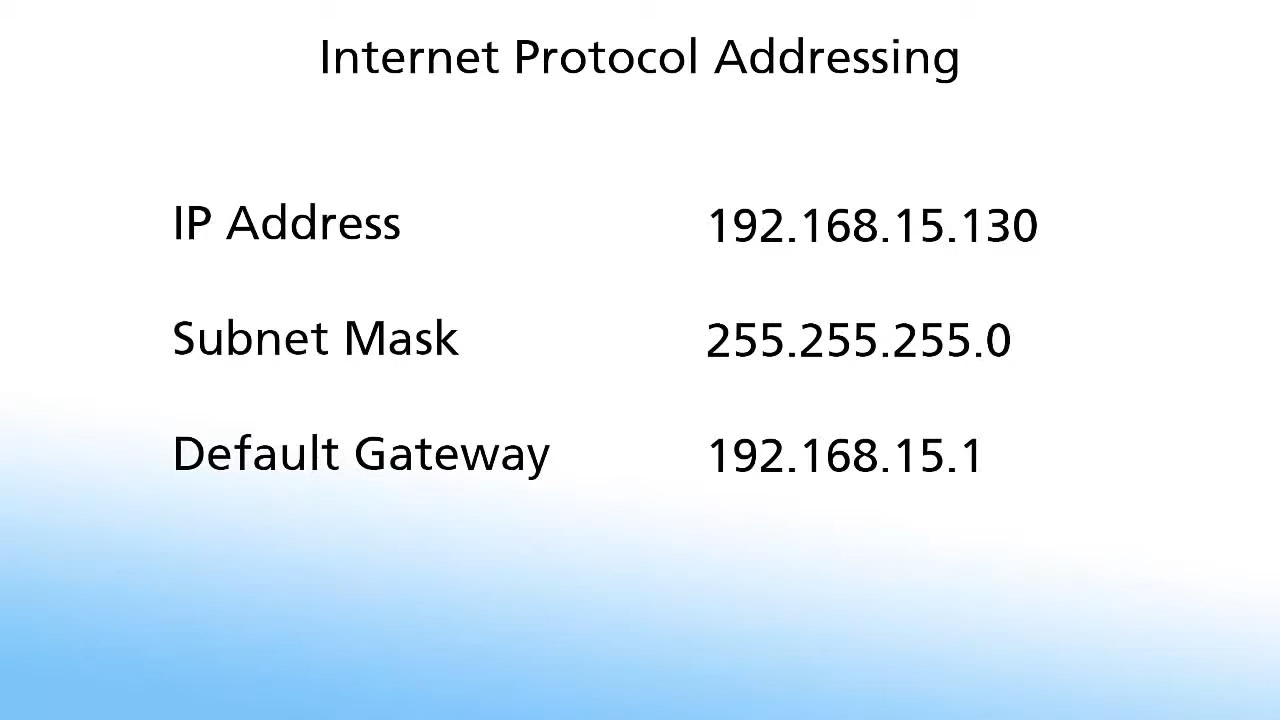 Internet Protocol Addressing
IP Address 192.168.15.130
Subnet Mask 255.255.255.0
Default Gateway 192.168.15.1